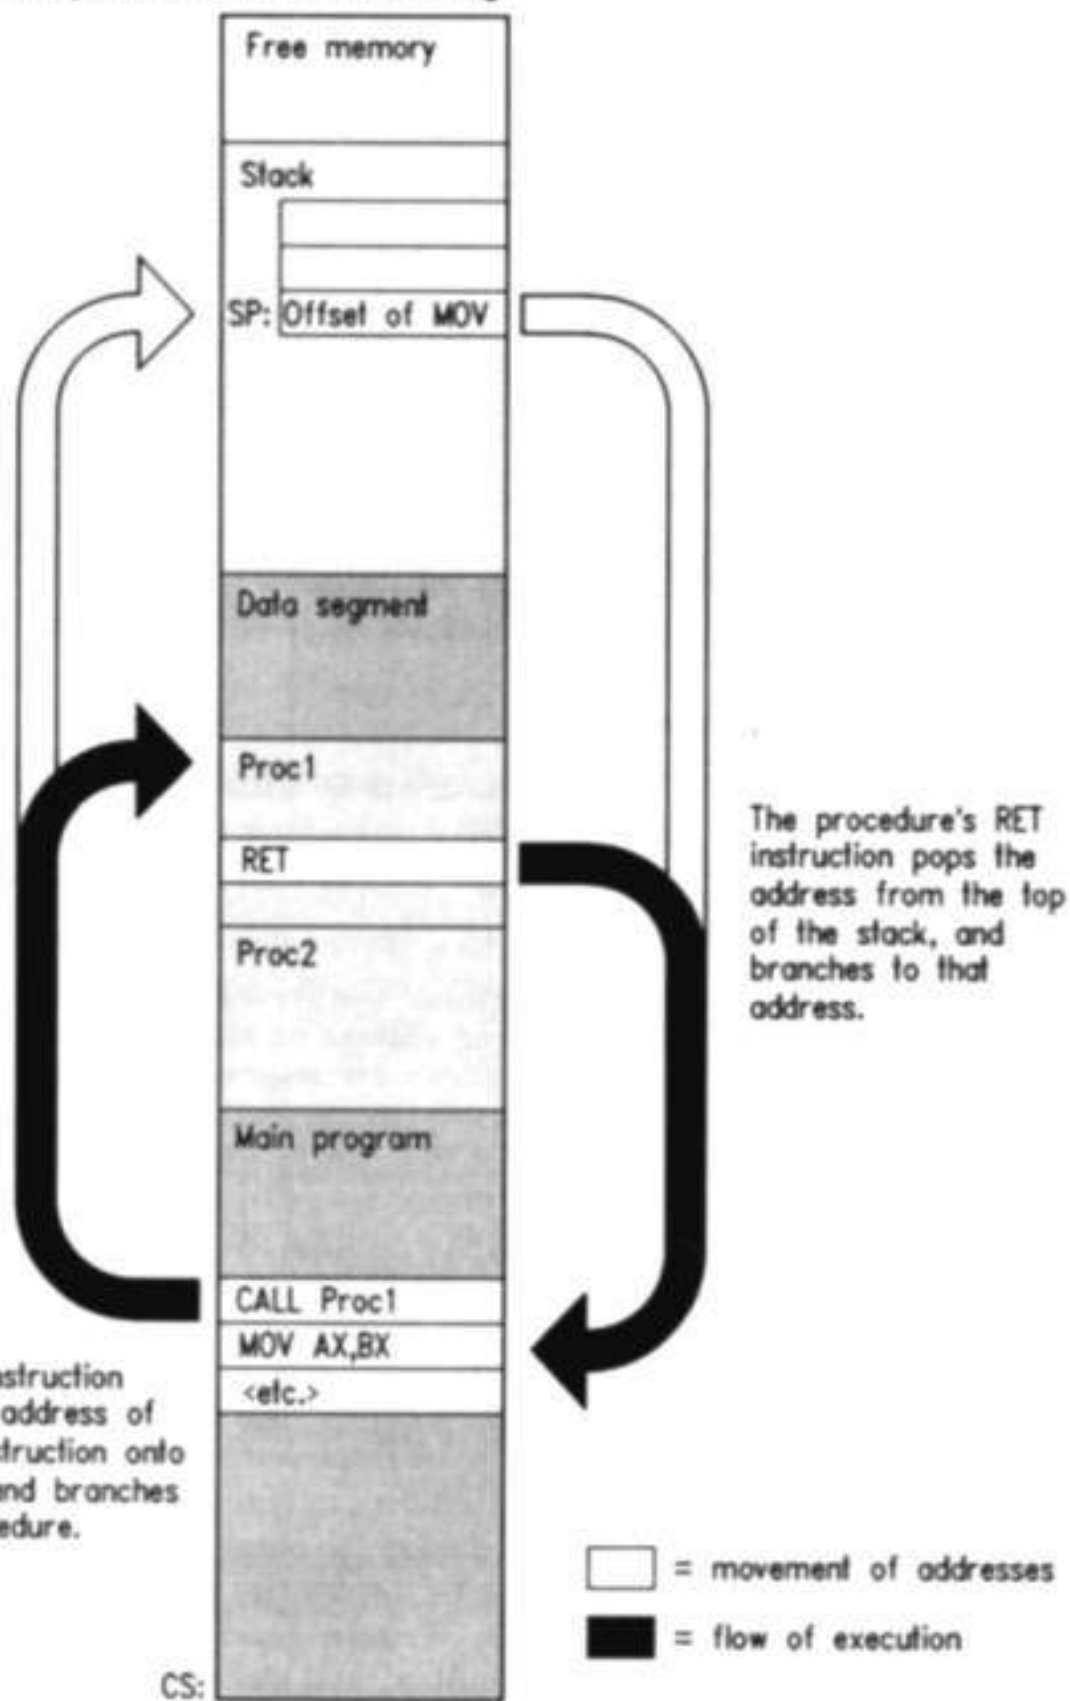 Free memory
Stack
SP: Offset of MOV
Data segment
Proc1
RET
Proc2
Main program
CALL Proc1
MOV AX,BX
<etc.>
CS:
The procedure's RET
instruction pops the
address from the top
of the stack, and
branches to that
address.
address of
onto
branches
= movement of addresses
= flow of execution